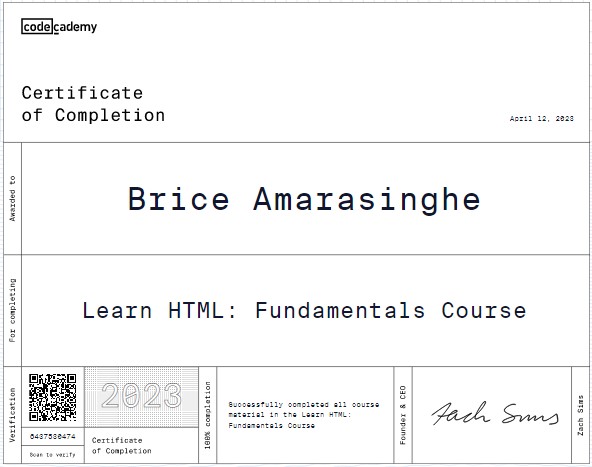 codecademy
Certificate
of Completion
April 12, 2023
Awarded to
Brice Amarasinghe
For completing
Learn HTML: Fundamentals Course
Verification
6437538474
Scan to verify
2023
Certificate
of Completion
100% completion
Successfully completed all course
material in the Learn HTML:
Fundamentals Course
Founder & CEO
Zach Sims
Zach Sims